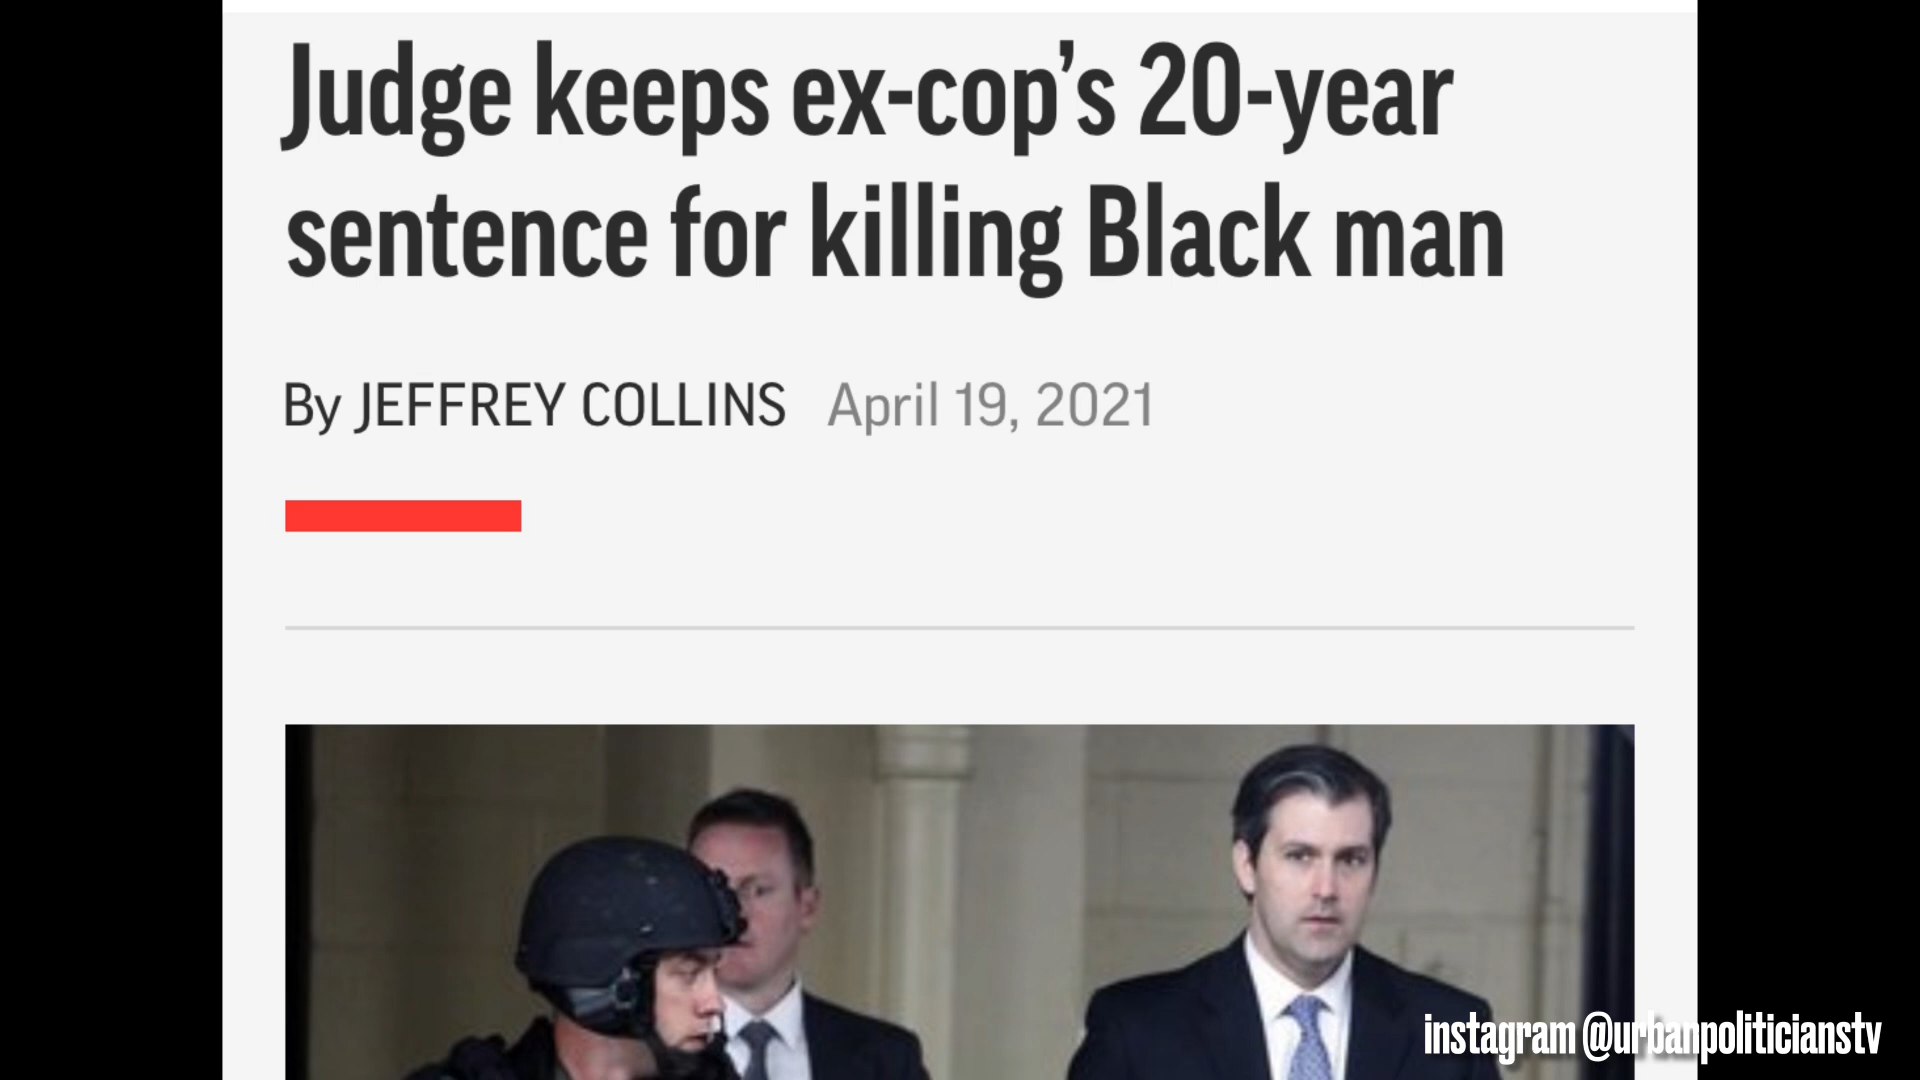 Judge keeps ex-cop’s 20-year
sentence for killing Black man
By JEFFREY COLLINS April 19, 2021
instagram @urbanpoliticianstv